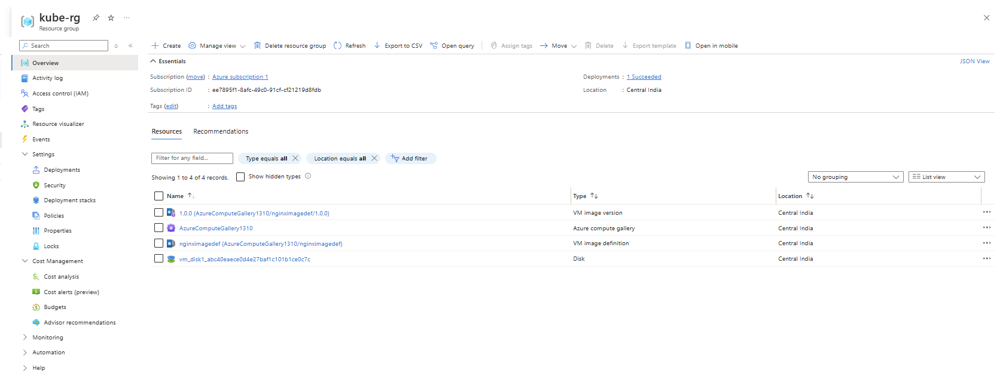 kube-rg
Resource group
Search
Create Manage view Delete resource group Refresh Export to CSV Open query Assign tags Move Delete Export template Open in mobile
Overview
Activity log
Access control (IAM)
Tags
Resource visualizer
Events
Settings
Deployments
Security
Deployment stacks
Policies
Properties
Locks
Cost Management
Cost analysis
Cost alerts (preview)
Budgets
Advisor recommendations
Monitoring
Automation
Help
Essentials
JSON View
Subscription (move) : Azure subscription 1
Deployments : 1 Succeeded
Subscription ID : ee7895f1-8afc-49c0-91cf-cf21219d8fdb
Location : Central India
Tags (edit) : Add tags
Resources Recommendations
Filter for any field... Type equals all Location equals all Add filter
Showing 1 to 4 of 4 records. Show hidden types
No grouping List view
Name Type Location
1.0.0 (AzureComputeGallery1310/nginximagedef/1.0.0) VM image version Central India
AzureComputeGallery1310 Azure compute gallery Central India
nginximagedef (AzureComputeGallery1310/nginximagedef) VM image definition Central India
vm_disk1_abc40eaece0d4e27baf1c101b1ce0c7c Disk Central India